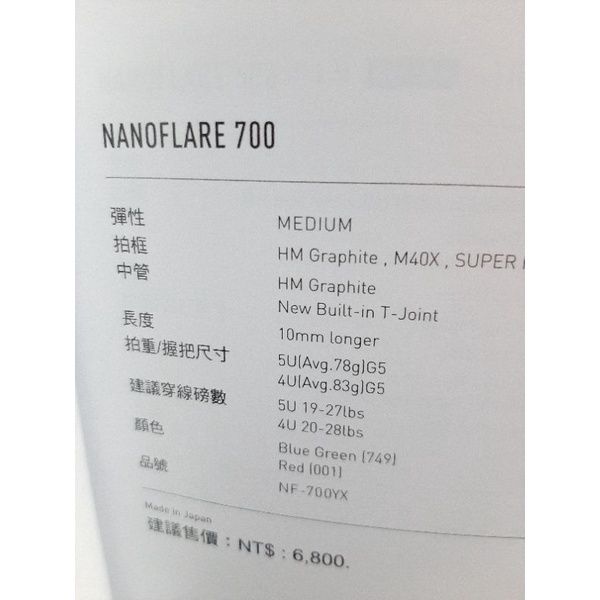 NANOFLARE 700
彈性 MEDIUM
拍框 HM Graphite , M40X , SUPER
中管 HM Graphite
New Built-in T-Joint
長度 10mm longer
拍重/握把尺寸 5U(Avg.78g)G5
4U(Avg.83g)G5
建議穿線磅數 5U 19-27lbs
4U 20-28lbs
顏色 Blue Green (749)
Red (001)
品號 NF-700YX
Made in Japan
建議售價：NT$ : 6,800.